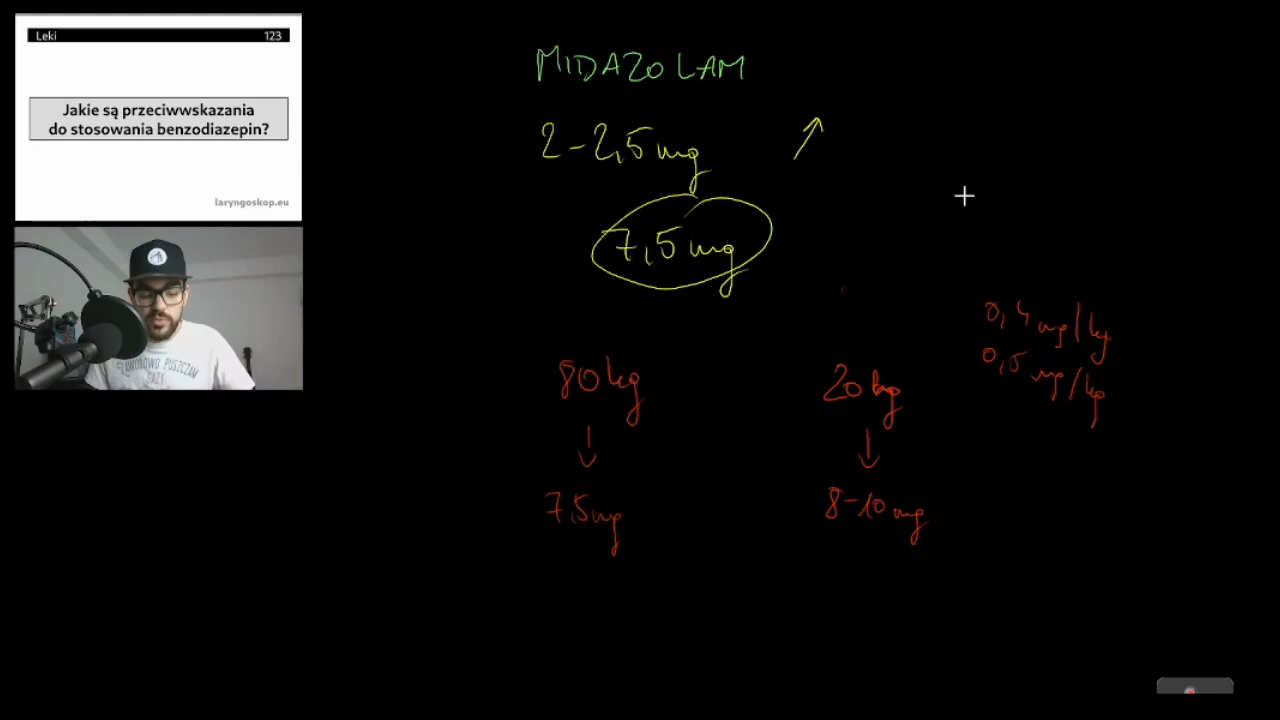 Leki 123
Jakie są przeciwwskazania
do stosowania benzodiazepin?
laryngoskop.eu
MIDAZOLAM
2-2,5 mg
7,5 mg
0,4 mg/kg
0,5 mg/kg
80 kg
20 kg
7,5 mg
8-10 mg